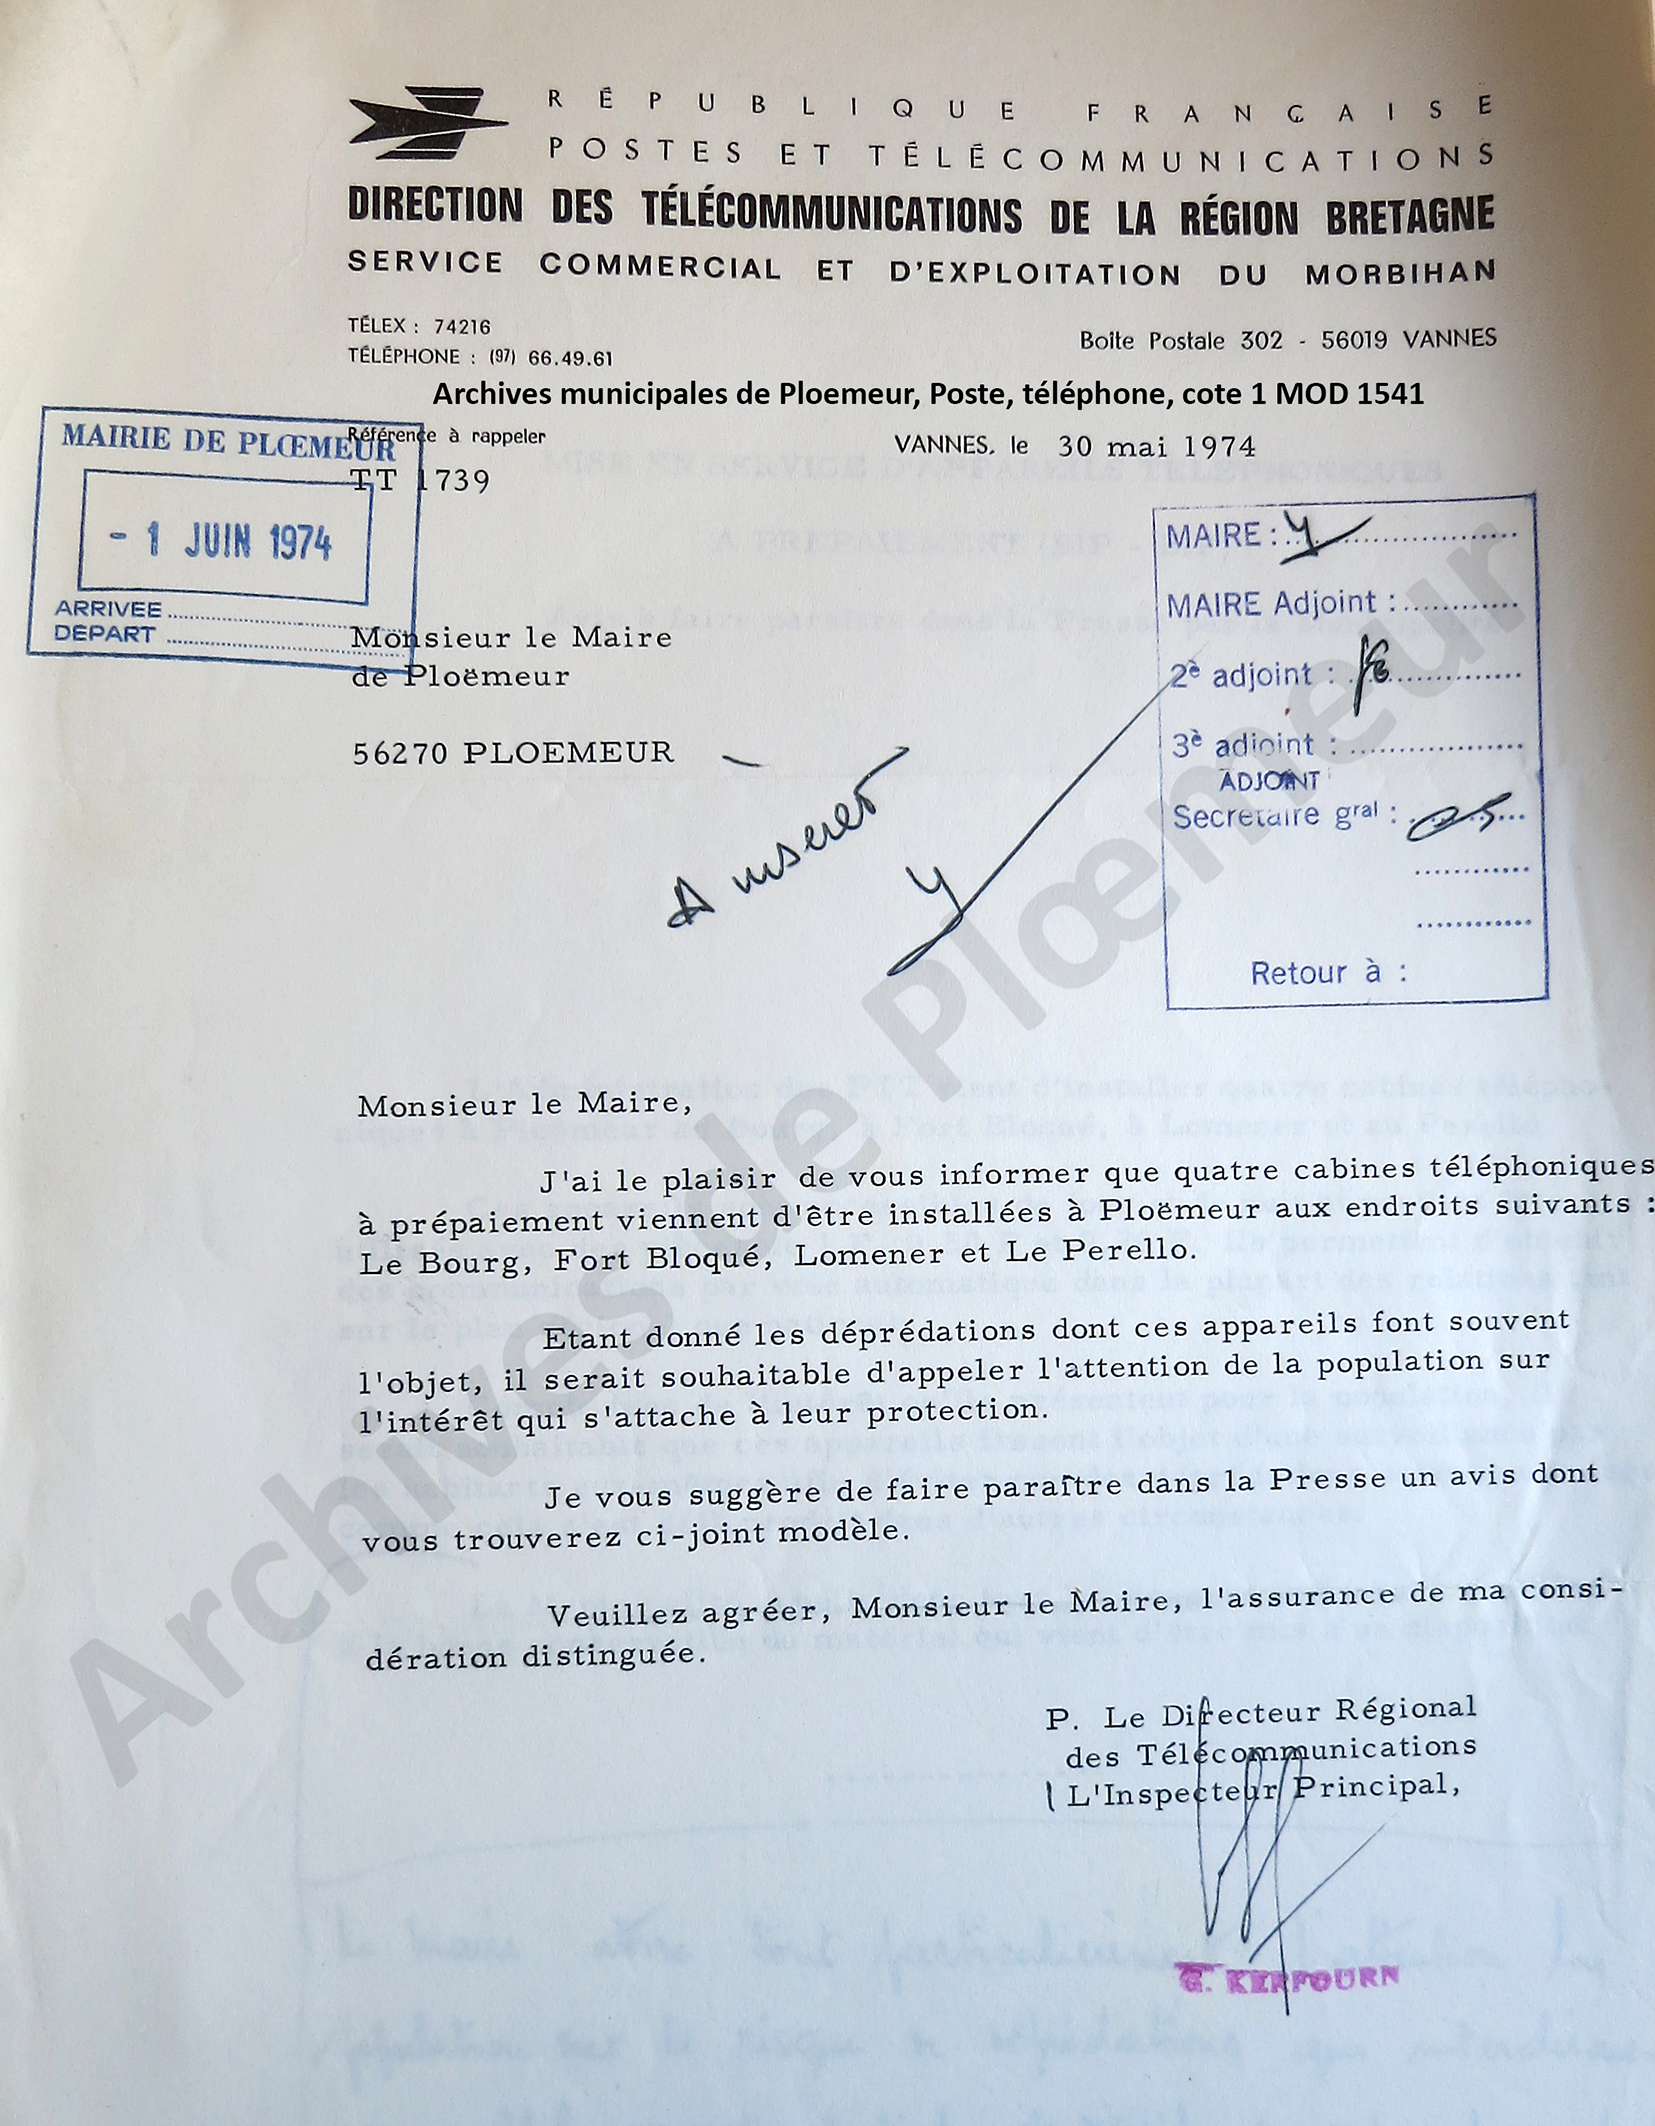 RÉPUBLIQUE FRANÇAISE
POSTES ET TÉLÉCOMMUNICATIONS
DIRECTION DES TÉLÉCOMMUNICATIONS DE LA RÉGION BRETAGNE
SERVICE COMMERCIAL ET D'EXPLOITATION DU MORBIHAN
TÉLEX : 74216
TÉLÉPHONE : (97) 66.49.61
Boîte Postale 302 - 56019 VANNES
Archives municipales de Ploemeur, Poste, téléphone, cote 1 MOD 1541
MAIRIE DE PLŒMEUR
- 1 JUIN 1974
ARRIVEE
DEPART
Référence à rappeler
TT 1739
VANNES, le 30 mai 1974
Monsieur le Maire
de Ploëmeur
56270 PLOEMEUR
MAIRE :
MAIRE Adjoint :
2è adjoint :
3è adjoint :
ADJOINT
Secretaire gral :
Retour à :
A inserer
Monsieur le Maire,
J'ai le plaisir de vous informer que quatre cabines téléphoniques
à prépaiement viennent d'être installées à Ploëmeur aux endroits suivants :
Le Bourg, Fort Bloqué, Lomener et Le Perello.
Etant donné les déprédations dont ces appareils font souvent
l'objet, il serait souhaitable d'appeler l'attention de la population sur
l'intérêt qui s'attache à leur protection.
Je vous suggère de faire paraître dans la Presse un avis dont
vous trouverez ci-joint modèle.
Veuillez agréer, Monsieur le Maire, l'assurance de ma consi-
dération distinguée.
P. Le Directeur Régional
des Télécommunications
L'Inspecteur Principal,
G. KERFOURN
Archives de Plœmeur